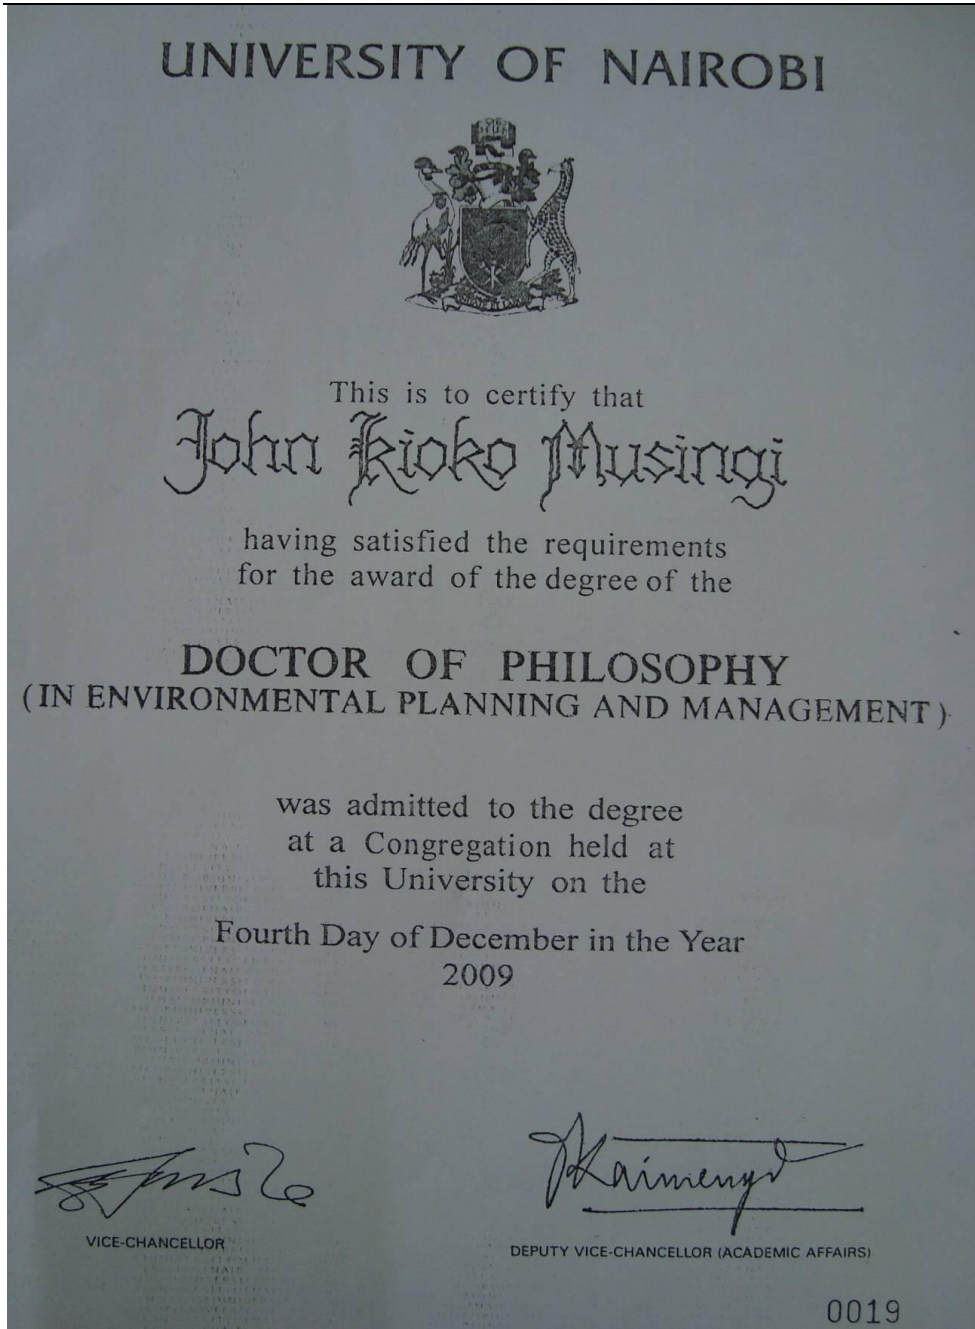 UNIVERSITY OF NAIROBI
This is to certify that
John Kioko Musingi
having satisfied the requirements
for the award of the degree of the
DOCTOR OF PHILOSOPHY
(IN ENVIRONMENTAL PLANNING AND MANAGEMENT)
was admitted to the degree
at a Congregation held at
this University on the
Fourth Day of December in the Year
2009
VICE-CHANCELLOR
DEPUTY VICE-CHANCELLOR (ACADEMIC AFFAIRS)
0019